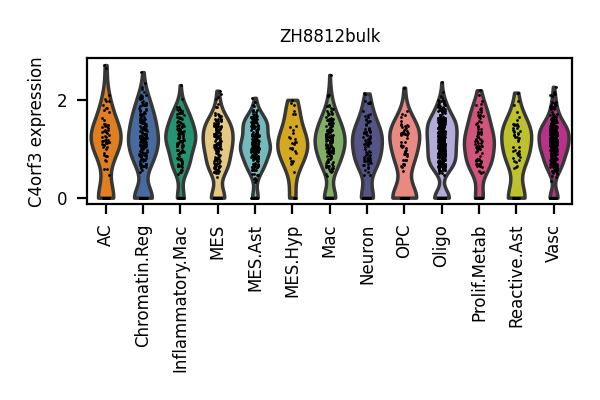 ZH8812bulk
C4orf3 expression
2
0
AC
Chromatin.Reg
Inflammatory.Mac
MES
MES.Ast
MES.Hyp
Mac
Neuron
OPC
Oligo
Prolif.Metab
Reactive.Ast
Vasc